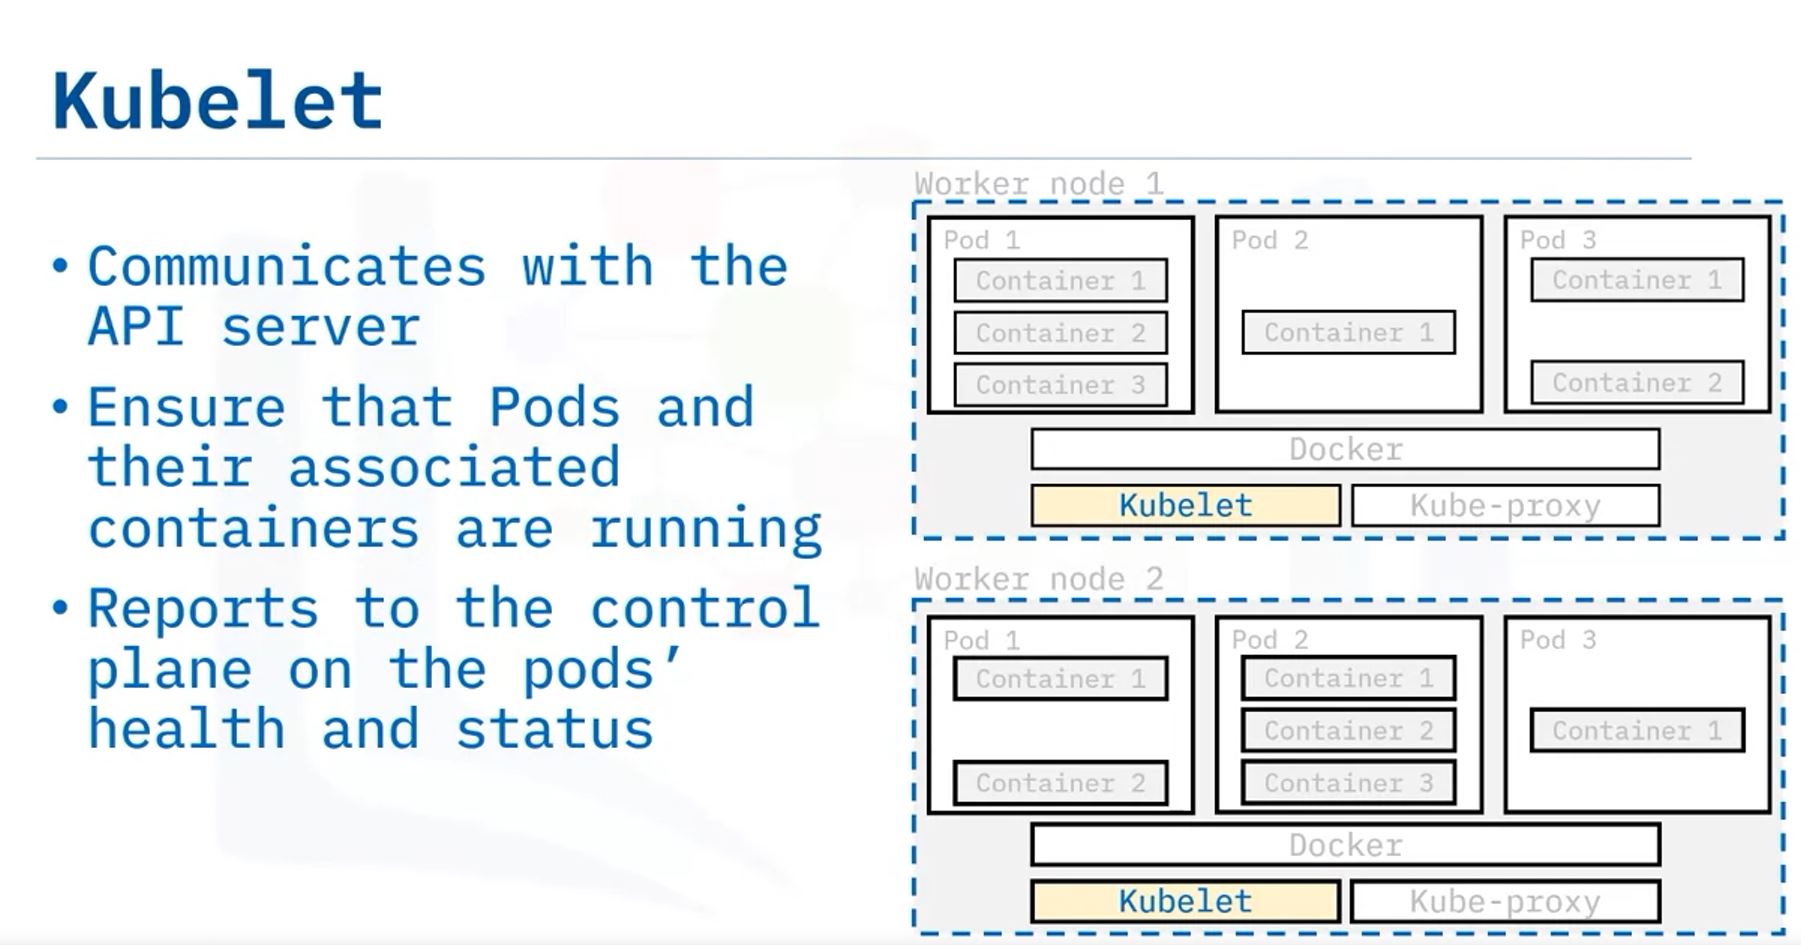 Kubelet
• Communicates with the
API server
• Ensure that Pods and
their associated
containers are running
• Reports to the control
plane on the pods’
health and status
Worker node 1
Pod 1
Container 1
Container 2
Container 3
Pod 2
Container 1
Pod 3
Container 1
Container 2
Docker
Kubelet
Kube-proxy
Worker node 2
Pod 1
Container 1
Container 2
Pod 2
Container 1
Container 2
Container 3
Pod 3
Container 1
Docker
Kubelet
Kube-proxy